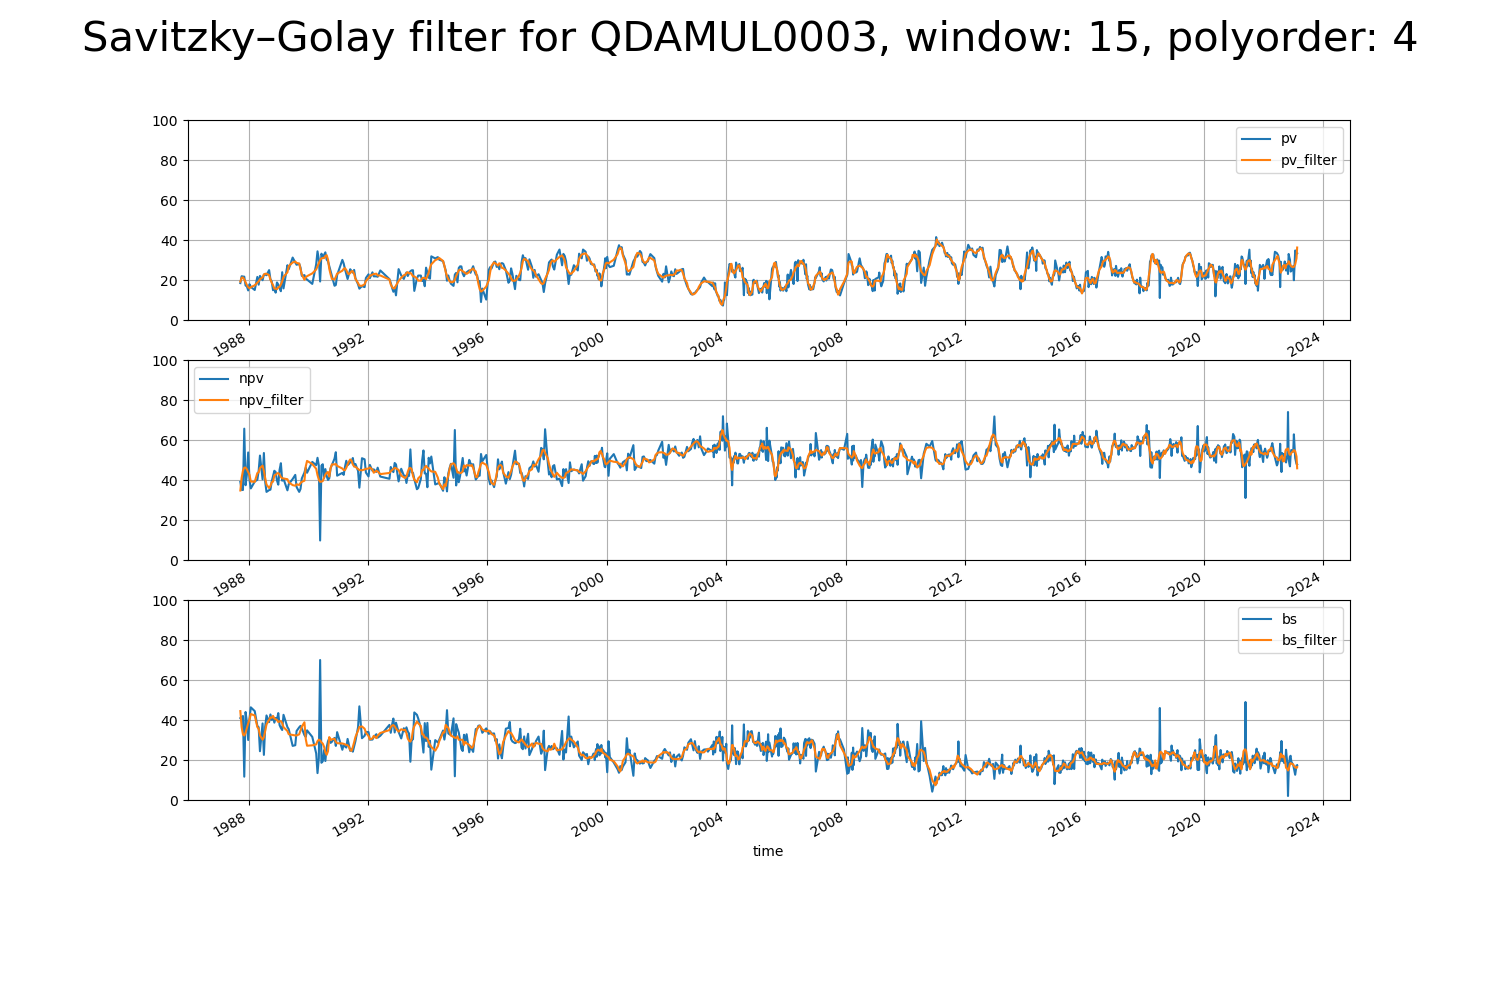 Savitzky–Golay filter for QDAMUL0003, window: 15, polyorder: 4
100
80
60
40
20
0
pv
pv_filter
1988 1992 1996 2000 2004 2008 2012 2016 2020 2024
100
80
60
40
20
0
npv
npv_filter
1988 1992 1996 2000 2004 2008 2012 2016 2020 2024
100
80
60
40
20
0
bs
bs_filter
1988 1992 1996 2000 2004 2008 2012 2016 2020 2024
time